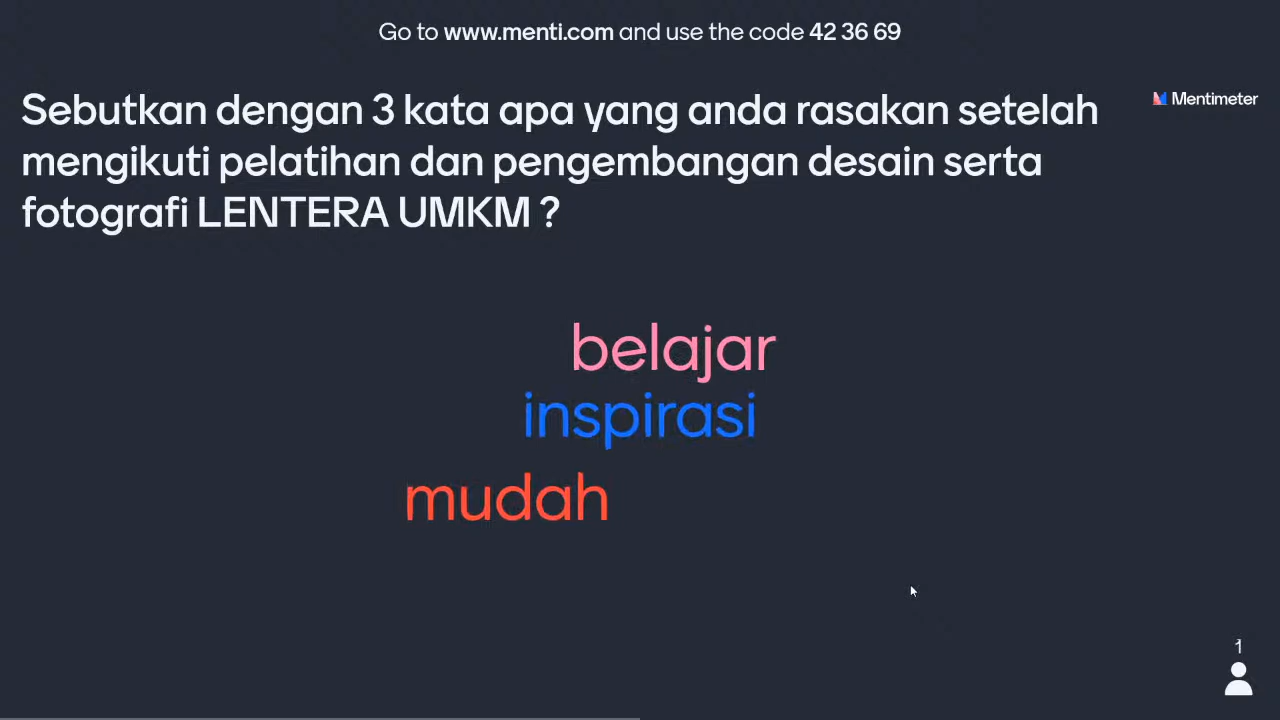 Go to www.menti.com and use the code 42 36 69
Sebutkan dengan 3 kata apa yang anda rasakan setelah
mengikuti pelatihan dan pengembangan desain serta
fotografi LENTERA UMKM ?
Mentimeter
belajar
inspirasi
mudah
1